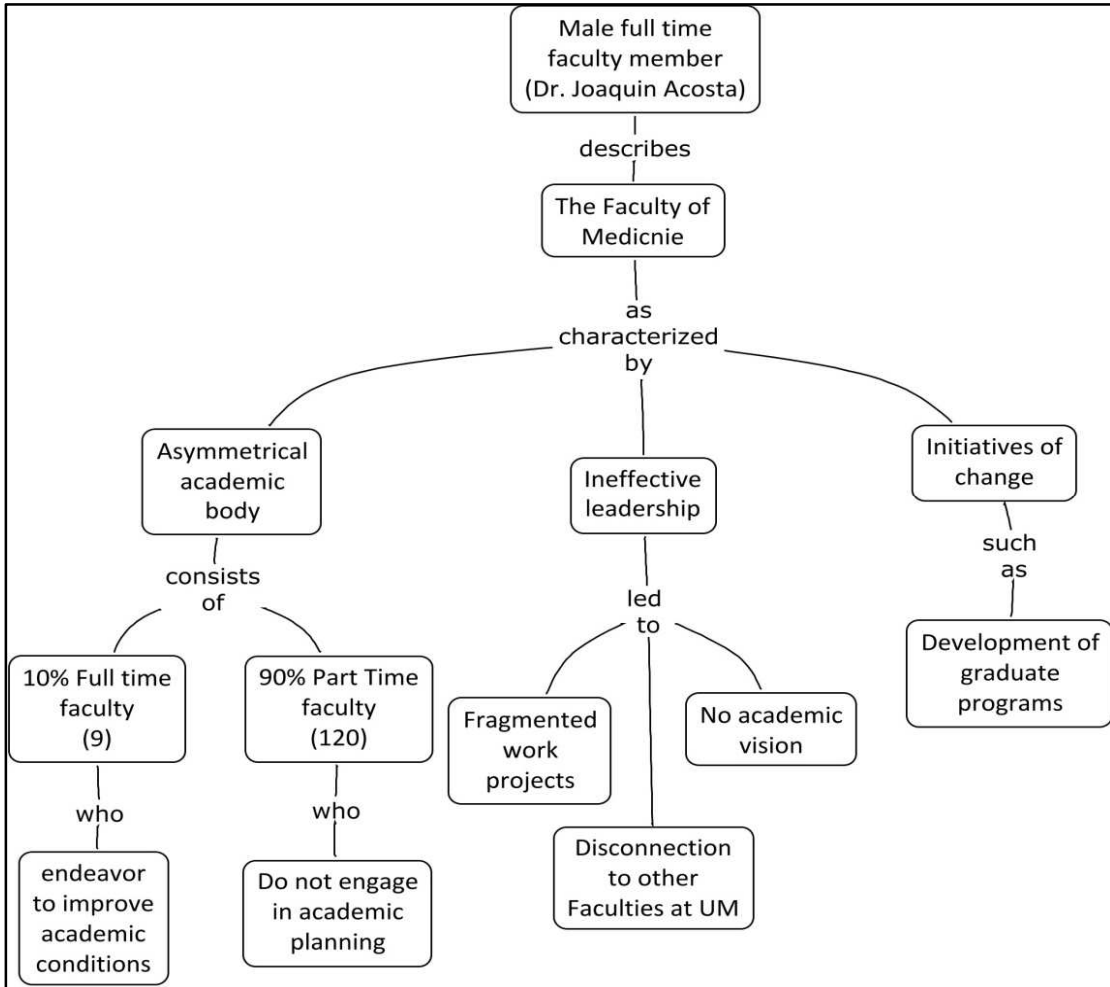 Male full time
faculty member
(Dr. Joaquin Acosta)
describes
The Faculty of
Medicnie
as
characterized
by
Asymmetrical
academic
body
consists
of
10% Full time
faculty
(9)
who
endeavor
to improve
academic
conditions
90% Part Time
faculty
(120)
who
Do not engage
in academic
planning
Ineffective
leadership
led
to
Fragmented
work
projects
Disconnection
to other
Faculties at UM
No academic
vision
Initiatives of
change
such
as
Development of
graduate
programs